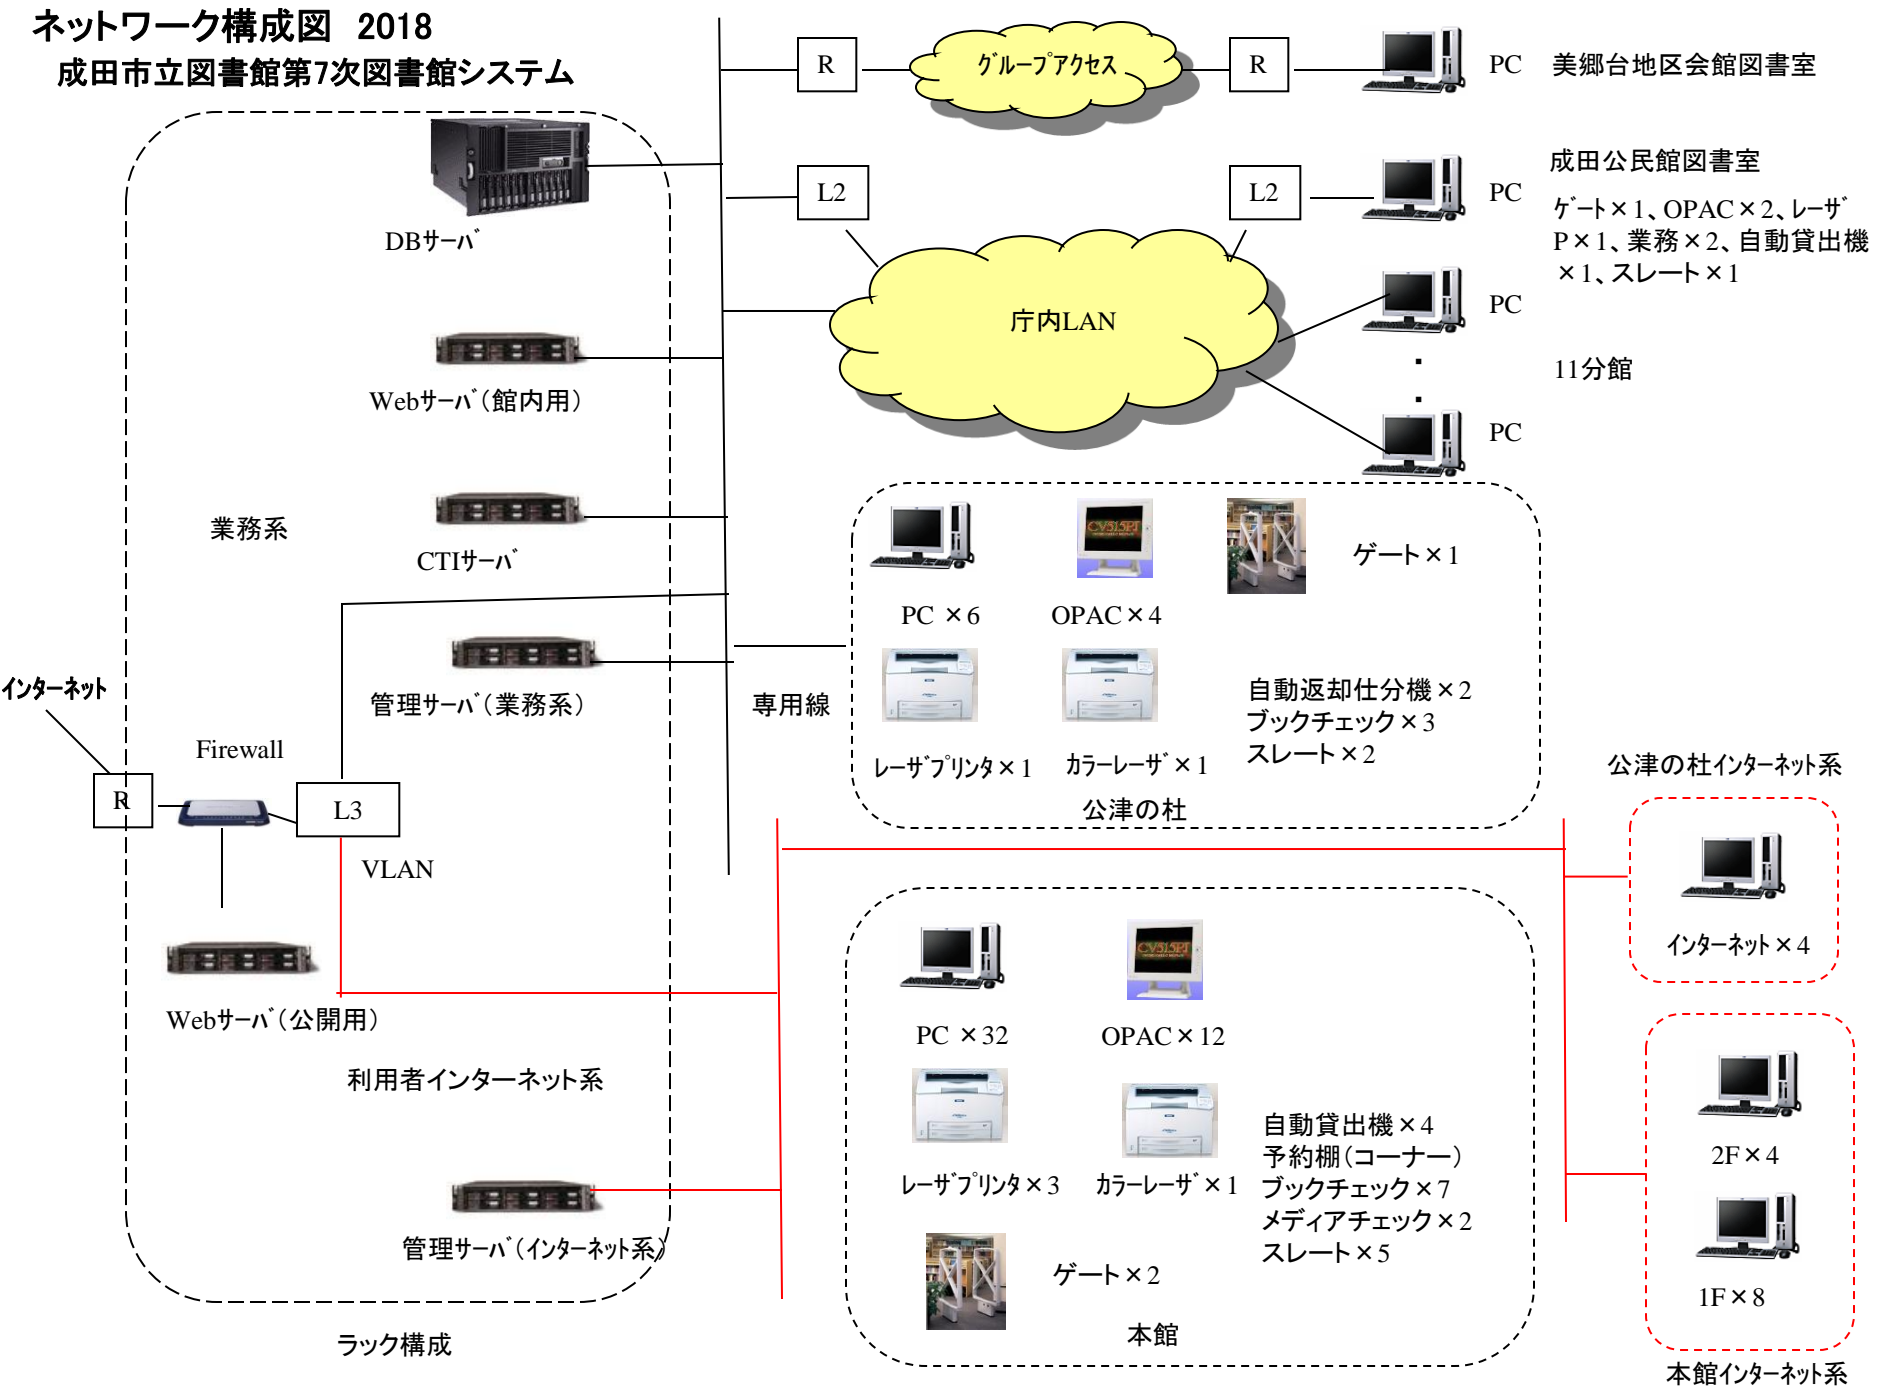 ネットワーク構成図 2018
成田市立図書館第7次図書館システム
R
グループアクセス
R
PC
美郷台地区会館図書室
DBサーバ
L2
L2
PC
成田公民館図書室
ゲート×1、OPAC×2、レーザ
P×1、業務×2、自動貸出機
×1、スレート×1
庁内LAN
PC
11分館
PC
Webサーバ(館内用)
業務系
CTIサーバ
管理サーバ(業務系)
専用線
PC ×6
OPAC×4
ゲート×1
レーザプリンタ×1
カラーレーザ×1
自動返却仕分機×2
ブックチェック×3
スレート×2
公津の杜
インターネット
R
Firewall
L3
VLAN
Webサーバ(公開用)
利用者インターネット系
管理サーバ(インターネット系)
ラック構成
PC ×32
OPAC×12
レーザプリンタ×3
カラーレーザ×1
自動貸出機×4
予約棚(コーナー)
ブックチェック×7
メディアチェック×2
スレート×5
ゲート×2
本館
公津の杜インターネット系
インターネット×4
2F×4
1F×8
本館インターネット系